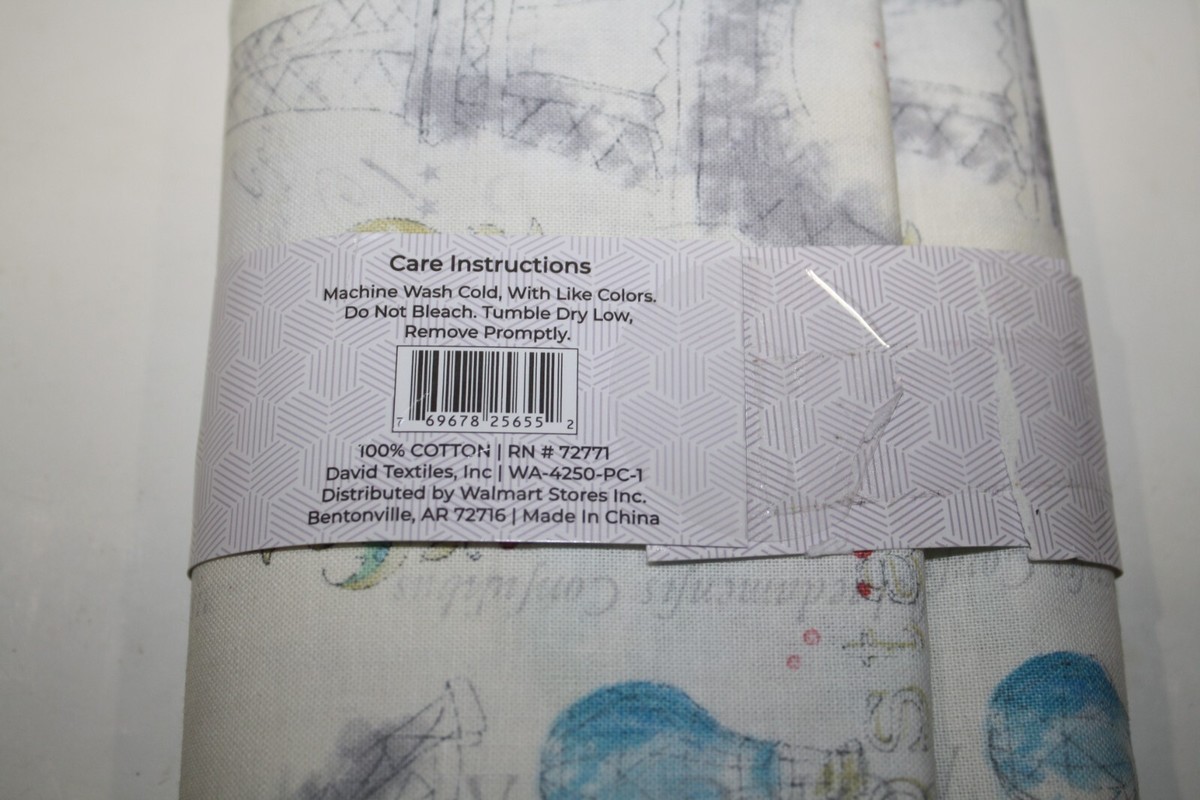 Care Instructions
Machine Wash Cold, With Like Colors.
Do Not Bleach. Tumble Dry Low,
Remove Promptly.
7 69678 25655 2
100% COTTON | RN # 72771
David Textiles, Inc | WA-4250-PC-1
Distributed by Walmart Stores Inc.
Bentonville, AR 72716 | Made In China